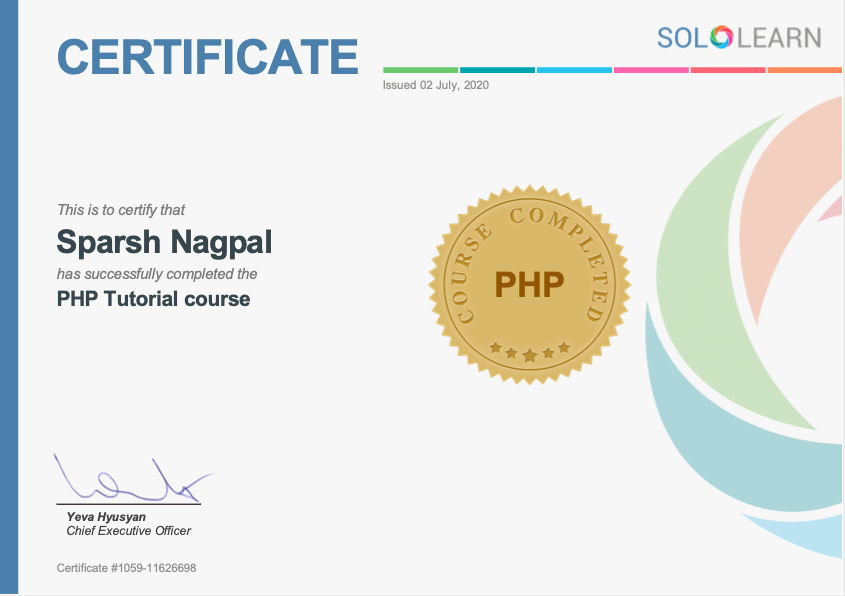 CERTIFICATE
SOLOLEARN
Issued 02 July, 2020
This is to certify that
Sparsh Nagpal
has successfully completed the
PHP Tutorial course
COURSE COMPLETED
PHP
Yeva Hyusyan
Chief Executive Officer
Certificate #1059-11626698